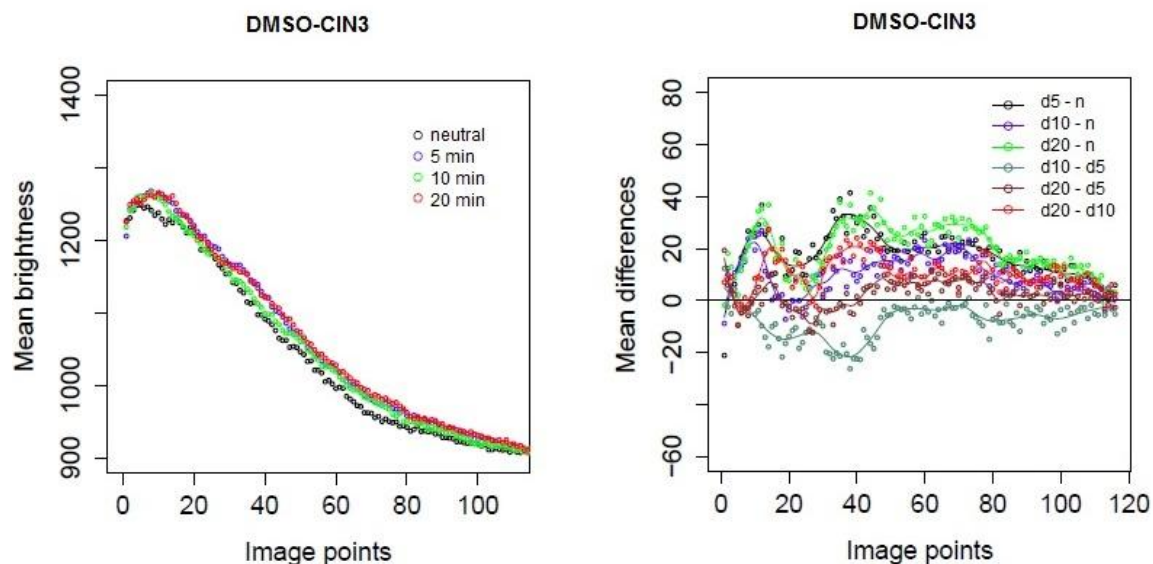 DMSO-CIN3
Mean brightness
1400
1200
1000
900
neutral
5 min
10 min
20 min
0 20 40 60 80 100
Image points
DMSO-CIN3
Mean differences
80
60
40
20
0
−20
−60
d5 - n
d10 - n
d20 - n
d10 - d5
d20 - d5
d20 - d10
0 20 40 60 80 100 120
Image points